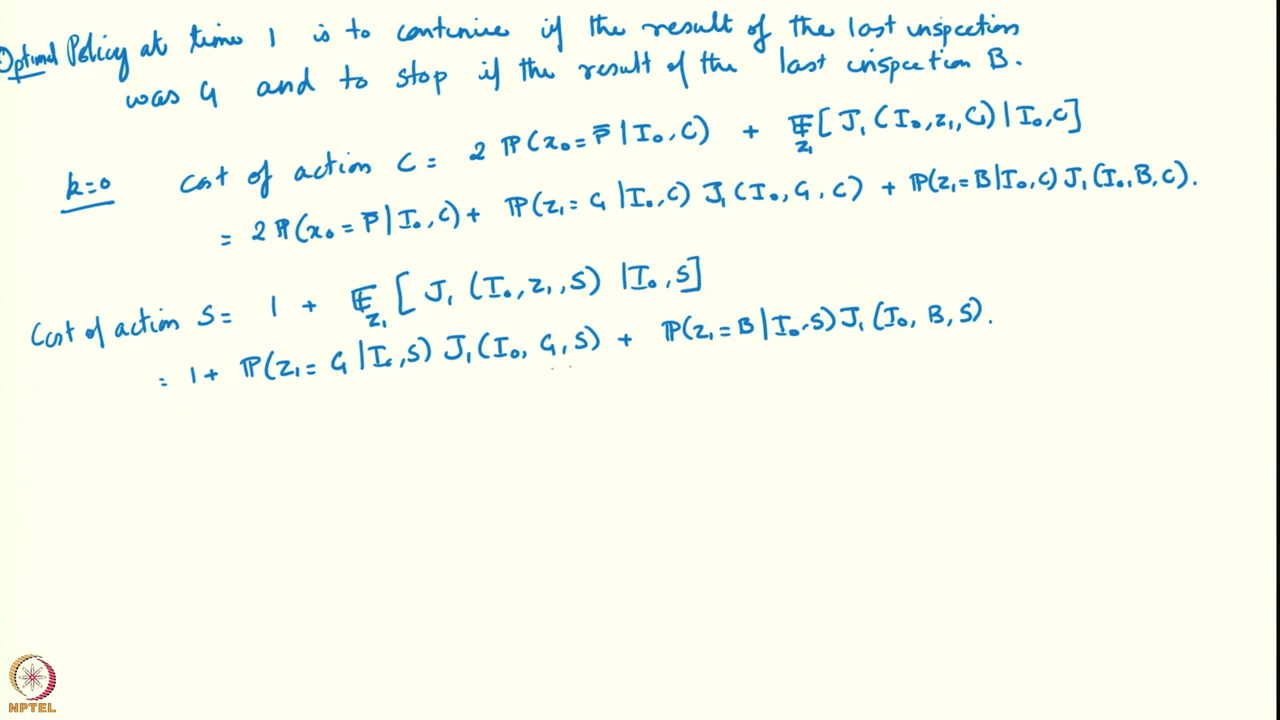 Optimal Policy at time 1 is to continue if the result of the last inspection
was G and to stop if the result of the last inspection B.
k=0 Cost of action C = 2 ℙ(x₀ = P̄ | I₀, C) + 𝔼_{z₁} [ J₁ (I₀, z₁, C) | I₀, C]
= 2 ℙ(x₀ = P̄ | I₀, C) + ℙ(z₁ = G | I₀, C) J₁ (I₀, G, C) + ℙ(z₁ = B | I₀, C) J₁ (I₀, B, C).
Cost of action S = 1 + 𝔼_{z₁} [ J₁ (I₀, z₁, S) | I₀, S]
= 1 + ℙ(z₁ = G | I₀, S) J₁ (I₀, G, S) + ℙ(z₁ = B | I₀, S) J₁ (I₀, B, S).
NPTEL